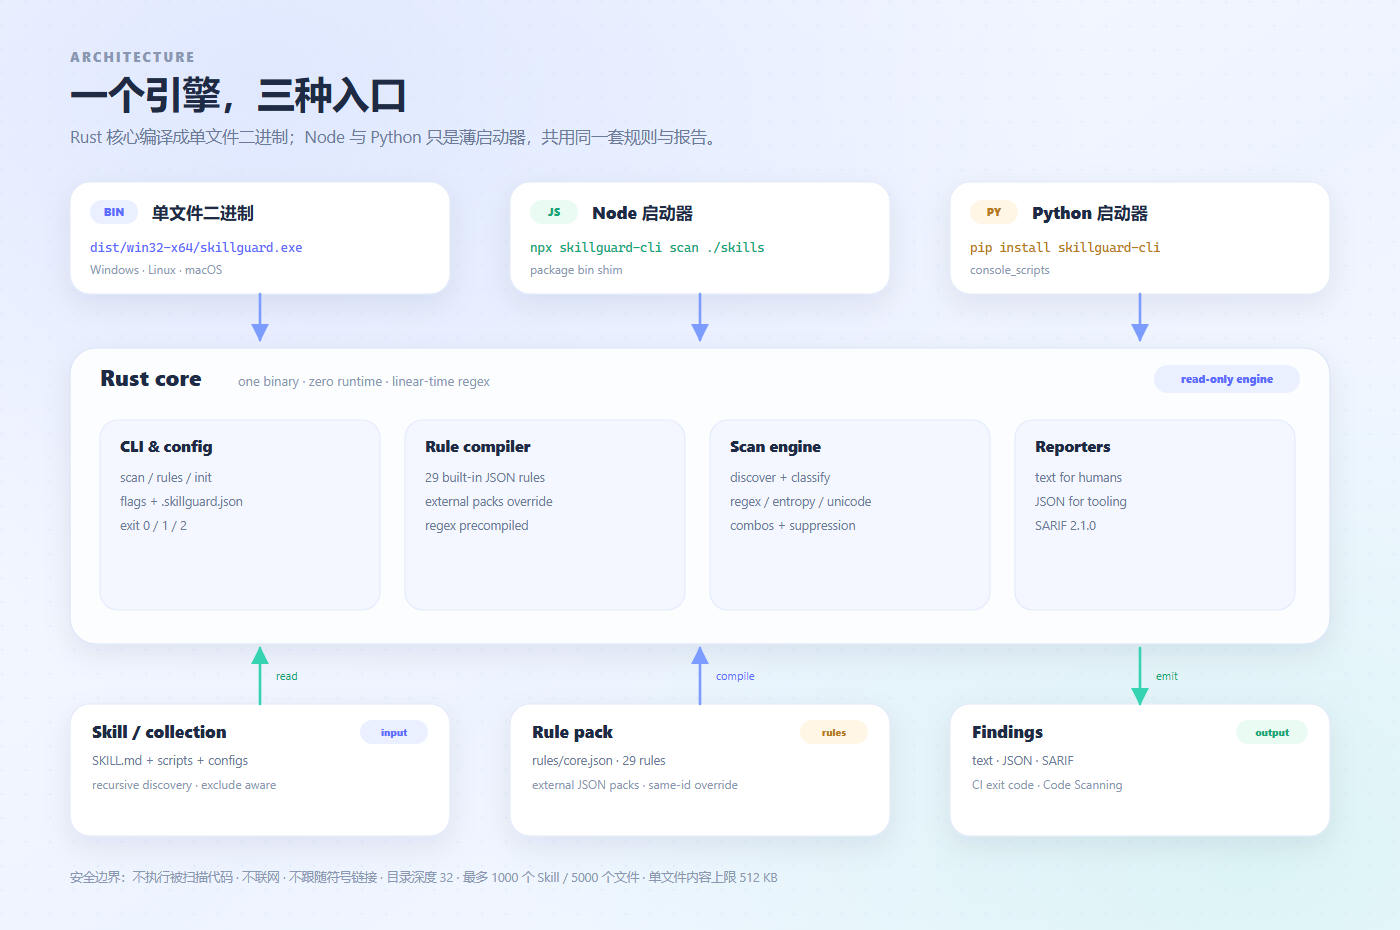 ARCHITECTURE
一个引擎，三种入口
Rust 核心编译成单文件二进制；Node 与 Python 只是薄启动器，共用同一套规则与报告。
BIN 单文件二进制
dist/win32-x64/skillguard.exe
Windows · Linux · macOS
JS Node 启动器
npx skillguard-cli scan ./skills
package bin shim
PY Python 启动器
pip install skillguard-cli
console_scripts
Rust core one binary · zero runtime · linear-time regex read-only engine
CLI & config
scan / rules / init
flags + .skillguard.json
exit 0 / 1 / 2
Rule compiler
29 built-in JSON rules
external packs override
regex precompiled
Scan engine
discover + classify
regex / entropy / unicode
combos + suppression
Reporters
text for humans
JSON for tooling
SARIF 2.1.0
read
compile
emit
Skill / collection input
SKILL.md + scripts + configs
recursive discovery · exclude aware
Rule pack rules
rules/core.json · 29 rules
external JSON packs · same-id override
Findings output
text · JSON · SARIF
CI exit code · Code Scanning
安全边界：不执行被扫描代码 · 不联网 · 不跟随符号链接 · 目录深度 32 · 最多 1000 个 Skill / 5000 个文件 · 单文件内容上限 512 KB